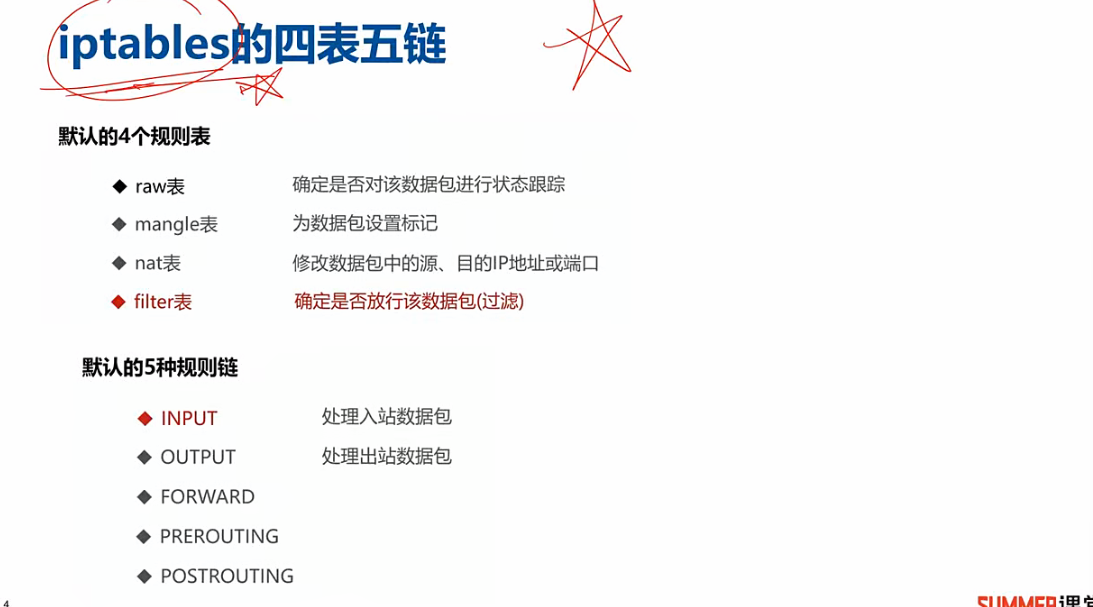 iptables的四表五链
默认的4个规则表
◆ raw表 确定是否对该数据包进行状态跟踪
◆ mangle表 为数据包设置标记
◆ nat表 修改数据包中的源、目的IP地址或端口
◆ filter表 确定是否放行该数据包(过滤)
默认的5种规则链
◆ INPUT 处理入站数据包
◆ OUTPUT 处理出站数据包
◆ FORWARD
◆ PREROUTING
◆ POSTROUTING
4 SUMMER课堂